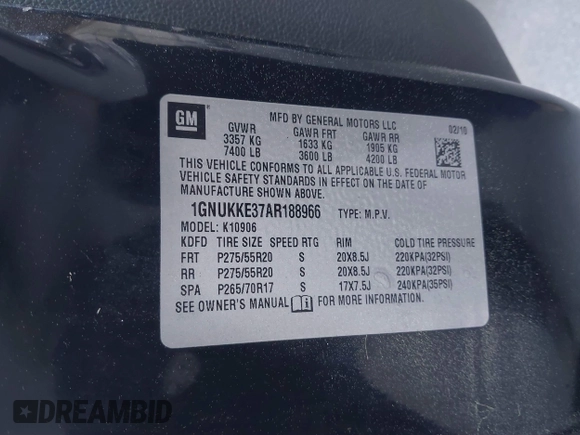 GM
MFD BY GENERAL MOTORS LLC
02/10
GVWR GAWR FRT GAWR RR
3357 KG 1633 KG 1905 KG
7400 LB 3600 LB 4200 LB
THIS VEHICLE CONFORMS TO ALL APPLICABLE U.S. FEDERAL MOTOR
VEHICLE SAFETY STANDARDS IN EFFECT ON THE DATE OF
MANUFACTURE SHOWN ABOVE.
1GNUKKE37AR188966 TYPE: M.P.V.
MODEL: K10906
KDFD TIRE SIZE SPEED RTG RIM COLD TIRE PRESSURE
FRT P275/55R20 S 20X8.5J 220KPA(32PSI)
RR P275/55R20 S 20X8.5J 220KPA(32PSI)
SPA P265/70R17 S 17X7.5J 240KPA(35PSI)
SEE OWNER'S MANUAL FOR MORE INFORMATION.
DREAMBID